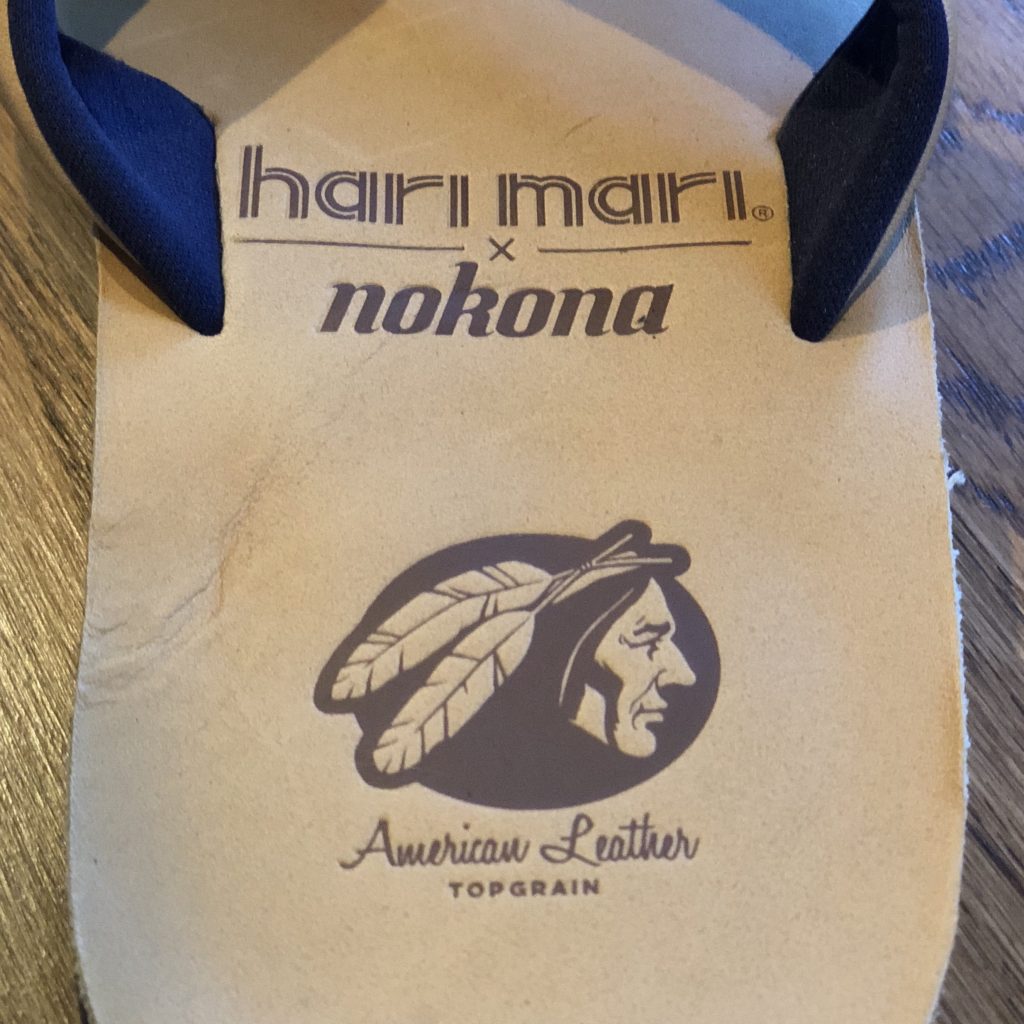 hari mari®
x
nokona
American Leather
TOPGRAIN